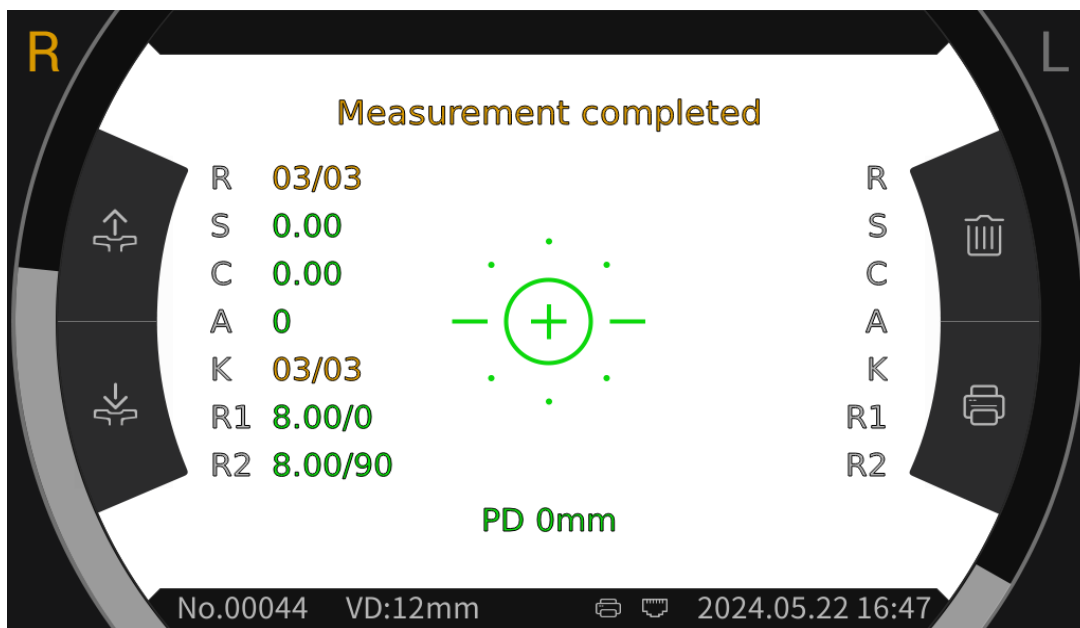 R L
Measurement completed
R 03/03 R
S 0.00 S
C 0.00 C
A 0 A
K 03/03 K
R1 8.00/0 R1
R2 8.00/90 R2
PD 0mm
No.00044 VD:12mm 2024.05.22 16:47